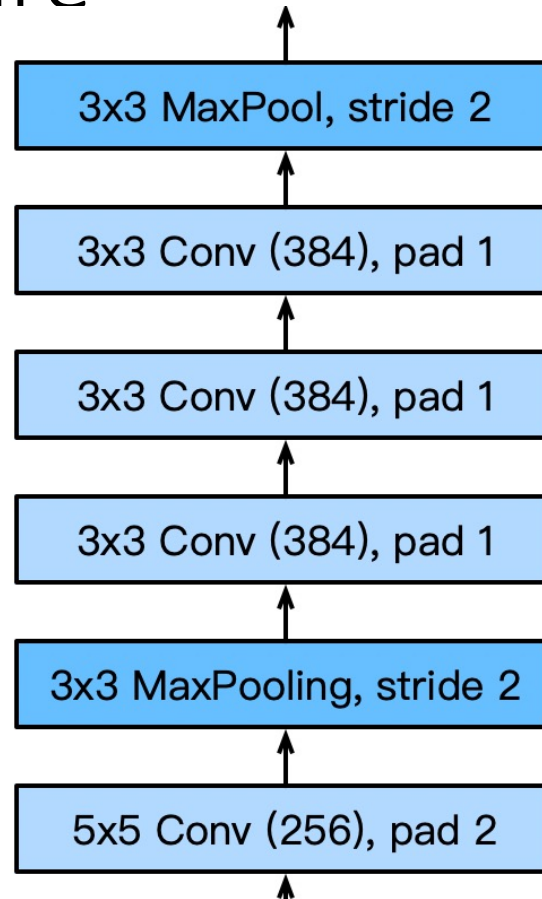 3x3 MaxPool, stride 2
3x3 Conv (384), pad 1
3x3 Conv (384), pad 1
3x3 Conv (384), pad 1
3x3 MaxPooling, stride 2
5x5 Conv (256), pad 2